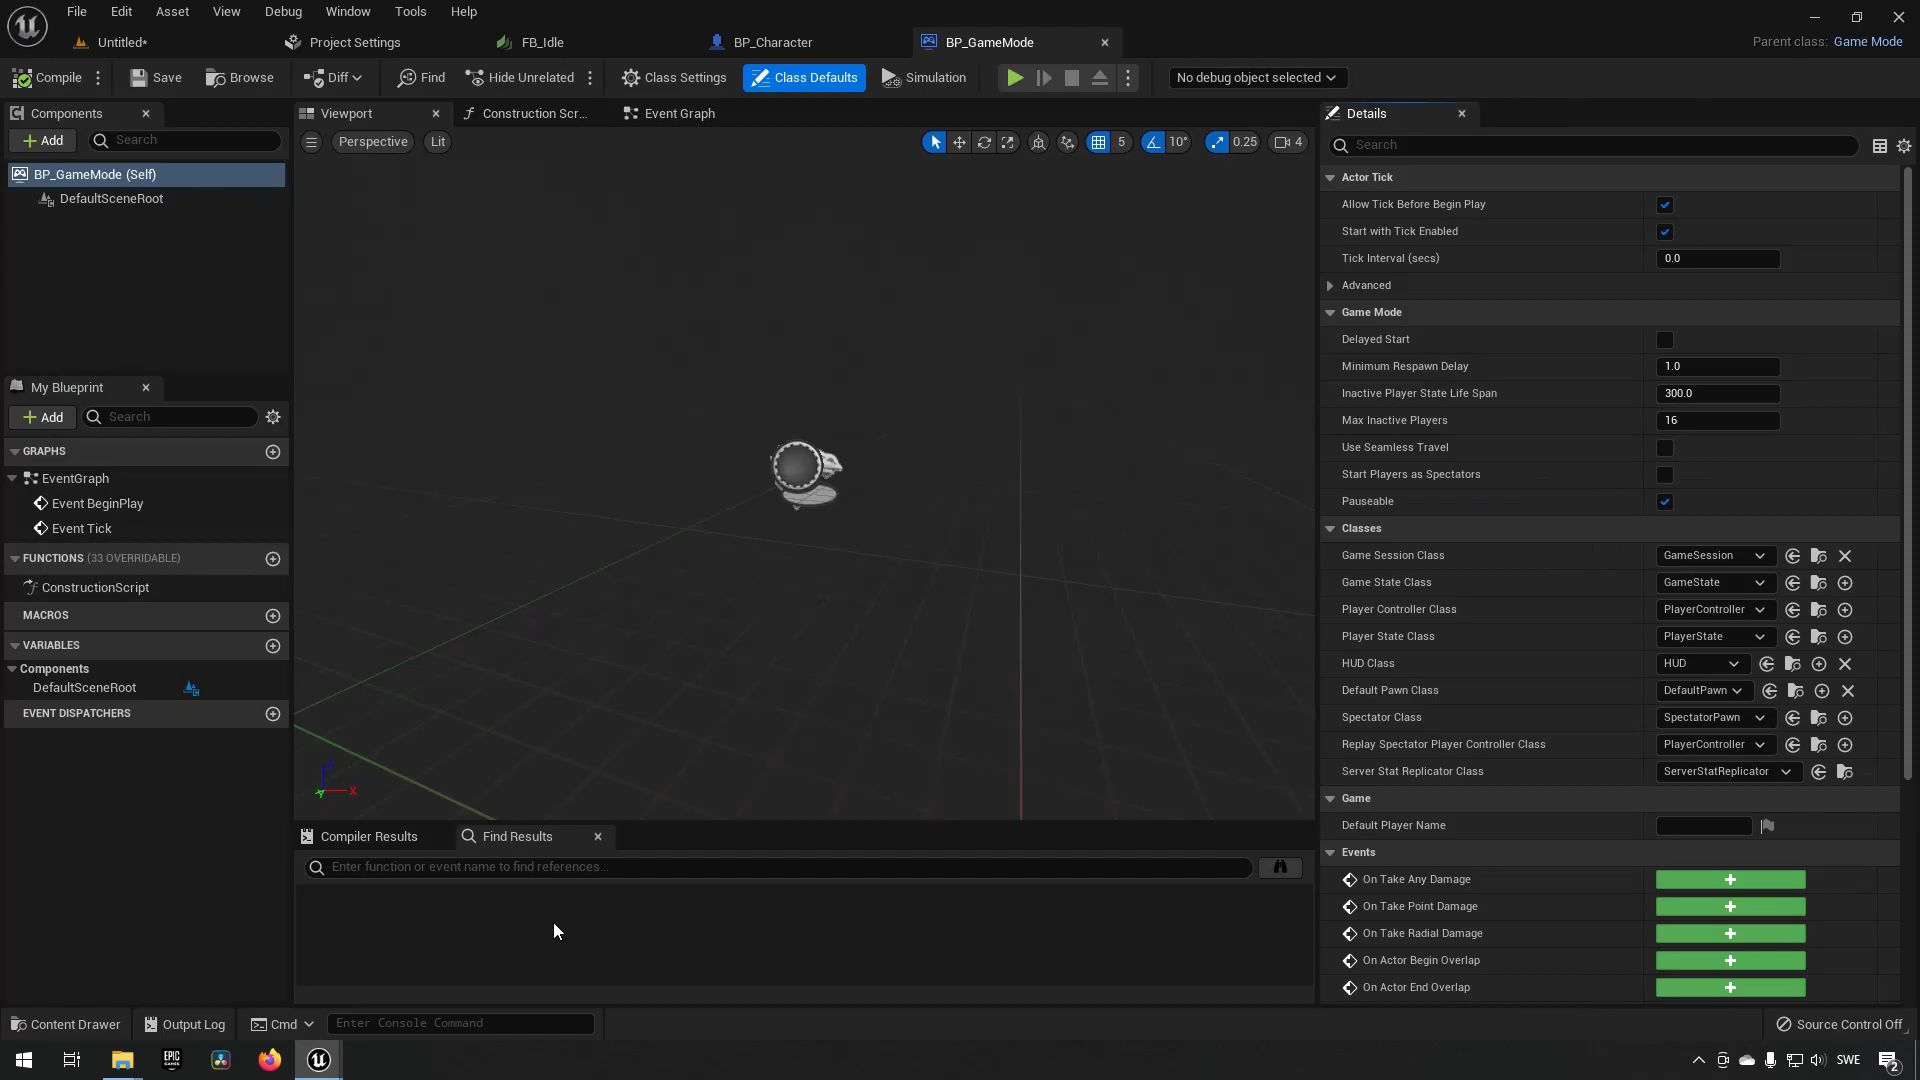 File Edit Asset View Debug Window Tools Help
Untitled* Project Settings FB_Idle BP_Character BP_GameMode Parent class: Game Mode
Compile Save Browse Diff Find Hide Unrelated Class Settings Class Defaults Simulation No debug object selected
Components Viewport Construction Scr... Event Graph Details
Add Search Perspective Lit 5 10° 0.25 4 Search
BP_GameMode (Self)
DefaultSceneRoot
My Blueprint
Add Search
GRAPHS
EventGraph
Event BeginPlay
Event Tick
FUNCTIONS (33 OVERRIDABLE)
ConstructionScript
MACROS
VARIABLES
Components
DefaultSceneRoot
EVENT DISPATCHERS
Z
X
Y
Compiler Results Find Results
Enter function or event name to find references...
Actor Tick
Allow Tick Before Begin Play
Start with Tick Enabled
Tick Interval (secs) 0.0
Advanced
Game Mode
Delayed Start
Minimum Respawn Delay 1.0
Inactive Player State Life Span 300.0
Max Inactive Players 16
Use Seamless Travel
Start Players as Spectators
Pauseable
Classes
Game Session Class GameSession
Game State Class GameState
Player Controller Class PlayerController
Player State Class PlayerState
HUD Class HUD
Default Pawn Class DefaultPawn
Spectator Class SpectatorPawn
Replay Spectator Player Controller Class PlayerController
Server Stat Replicator Class ServerStatReplicator
Game
Default Player Name
Events
On Take Any Damage
On Take Point Damage
On Take Radial Damage
On Actor Begin Overlap
On Actor End Overlap
Content Drawer Output Log Cmd Enter Console Command Source Control Off
EPIC GAMES SWE 2